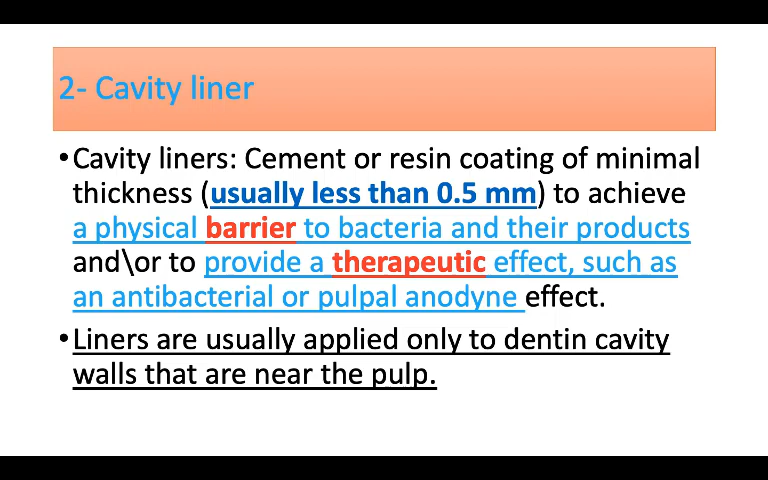 2- Cavity liner
•Cavity liners: Cement or resin coating of minimal
thickness (usually less than 0.5 mm) to achieve
a physical barrier to bacteria and their products
and\or to provide a therapeutic effect, such as
an antibacterial or pulpal anodyne effect.
•Liners are usually applied only to dentin cavity
walls that are near the pulp.